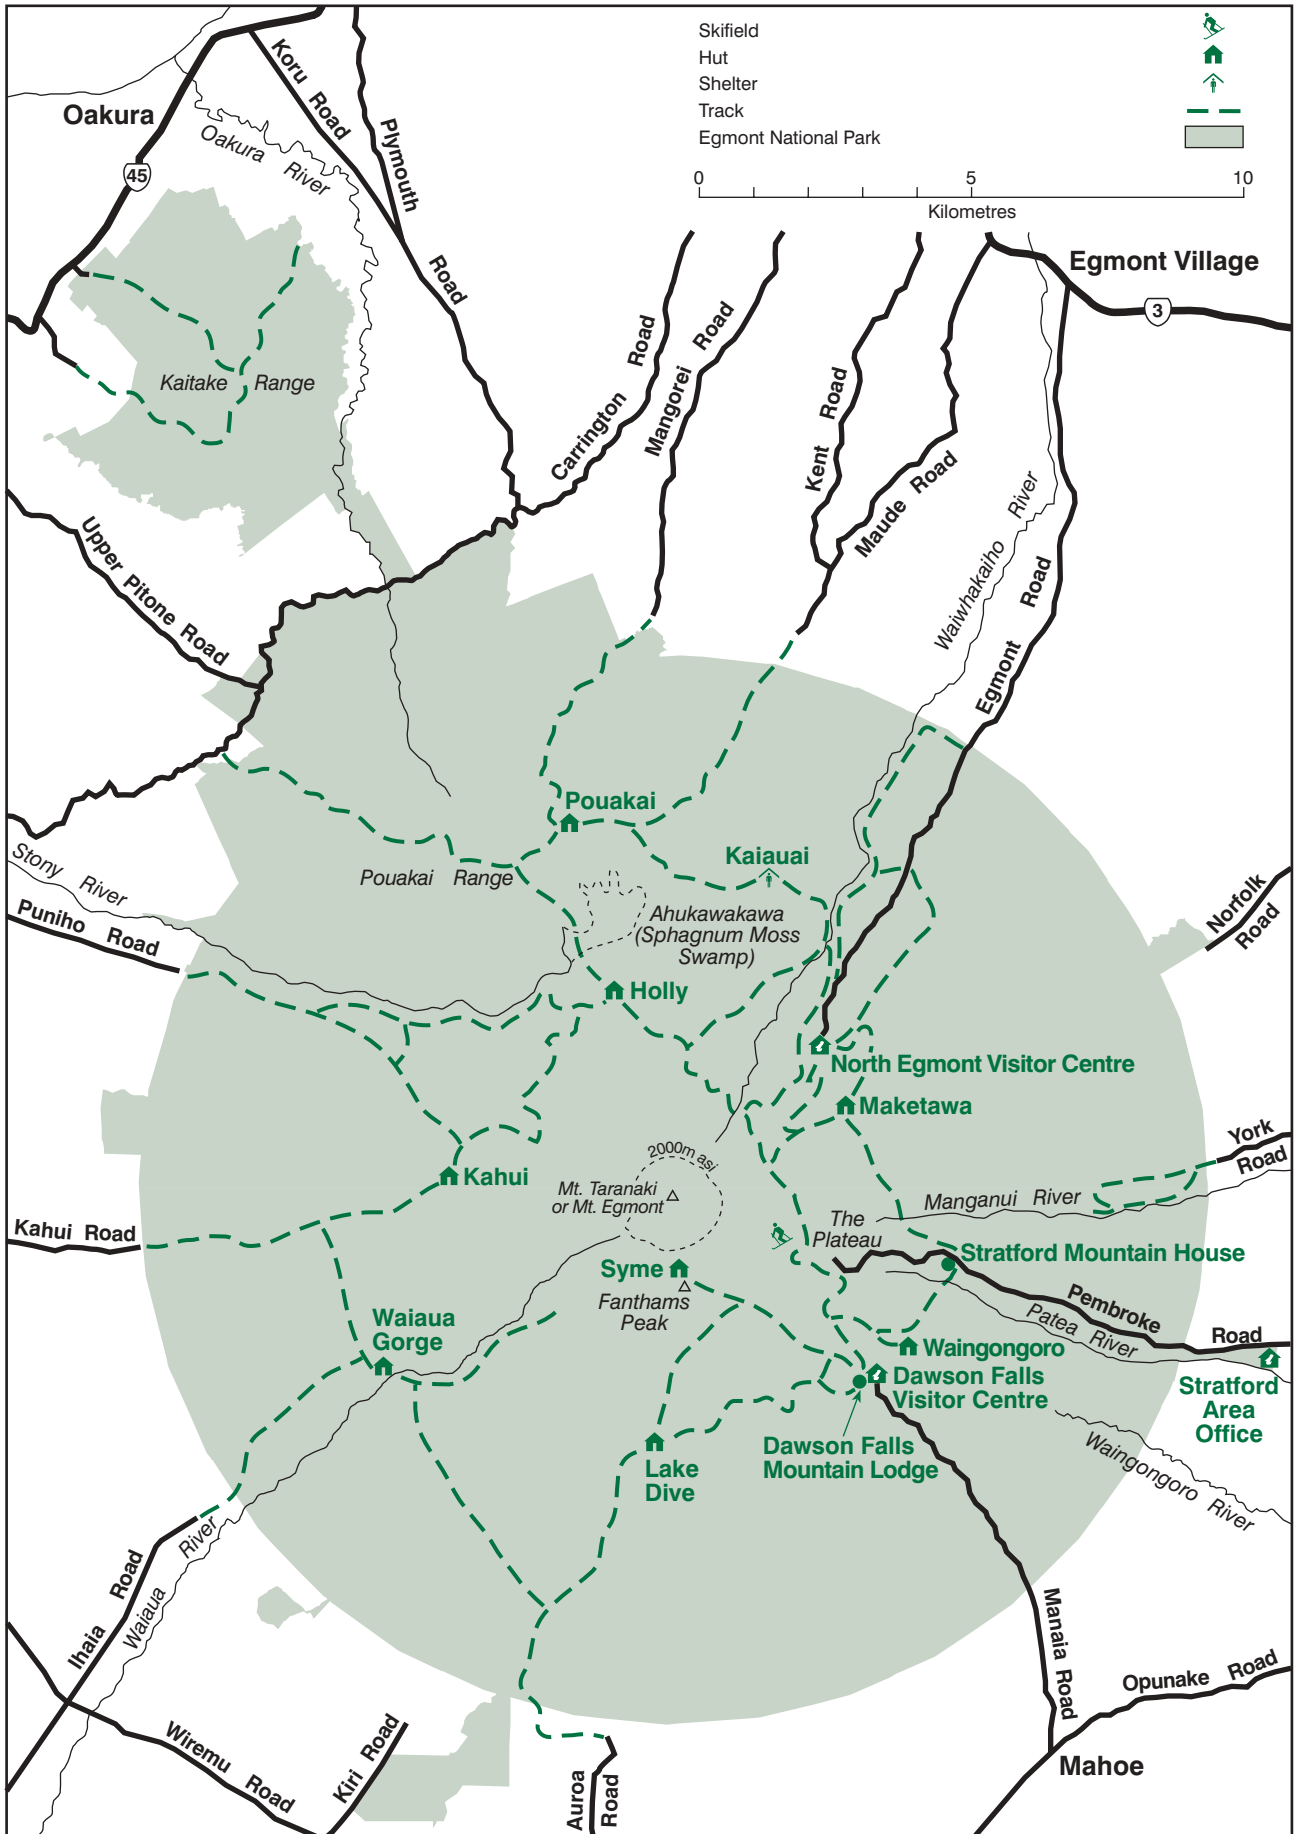 Skifield
Hut
Shelter
Track
Egmont National Park
0 5 10
Kilometres
Koru Road
Plymouth
Road
Oakura
Oakura River
45
Egmont Village
3
Kaitake Range
Carrington Road
Mangorei Road
Kent Road
Maude Road
Waiwhakaiho River
Egmont Road
Upper Pitone Road
Pouakai
Kaiauai
Pouakai Range
Stony River
Puniho Road
Ahukawakawa
(Sphagnum Moss
Swamp)
Norfolk
Road
Holly
North Egmont Visitor Centre
Maketawa
York
Road
2000m asi
Kahui
Mt. Taranaki
or Mt. Egmont
Manganui River
The
Plateau
Kahui Road
Stratford Mountain House
Syme
Fanthams
Peak
Pembroke Road
Patea River
Waiaua
Gorge
Waingongoro
Dawson Falls
Visitor Centre
Stratford
Area
Office
Dawson Falls
Mountain Lodge
Lake
Dive
Waingongoro River
Ihaia Road
Waiaua River
Manaia Road
Opunake Road
Wiremu Road
Kiri Road
Auroa
Road
Mahoe